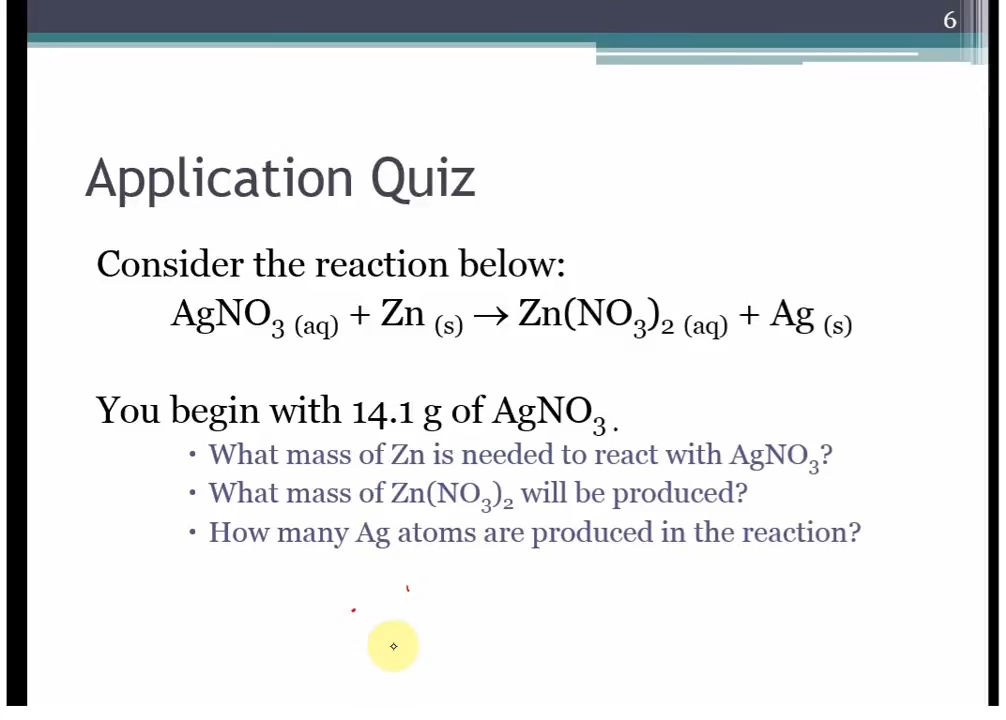 6
Application Quiz
Consider the reaction below:
AgNO₃ (aq) + Zn (s) → Zn(NO₃)₂ (aq) + Ag (s)
You begin with 14.1 g of AgNO₃ .
• What mass of Zn is needed to react with AgNO₃?
• What mass of Zn(NO₃)₂ will be produced?
• How many Ag atoms are produced in the reaction?